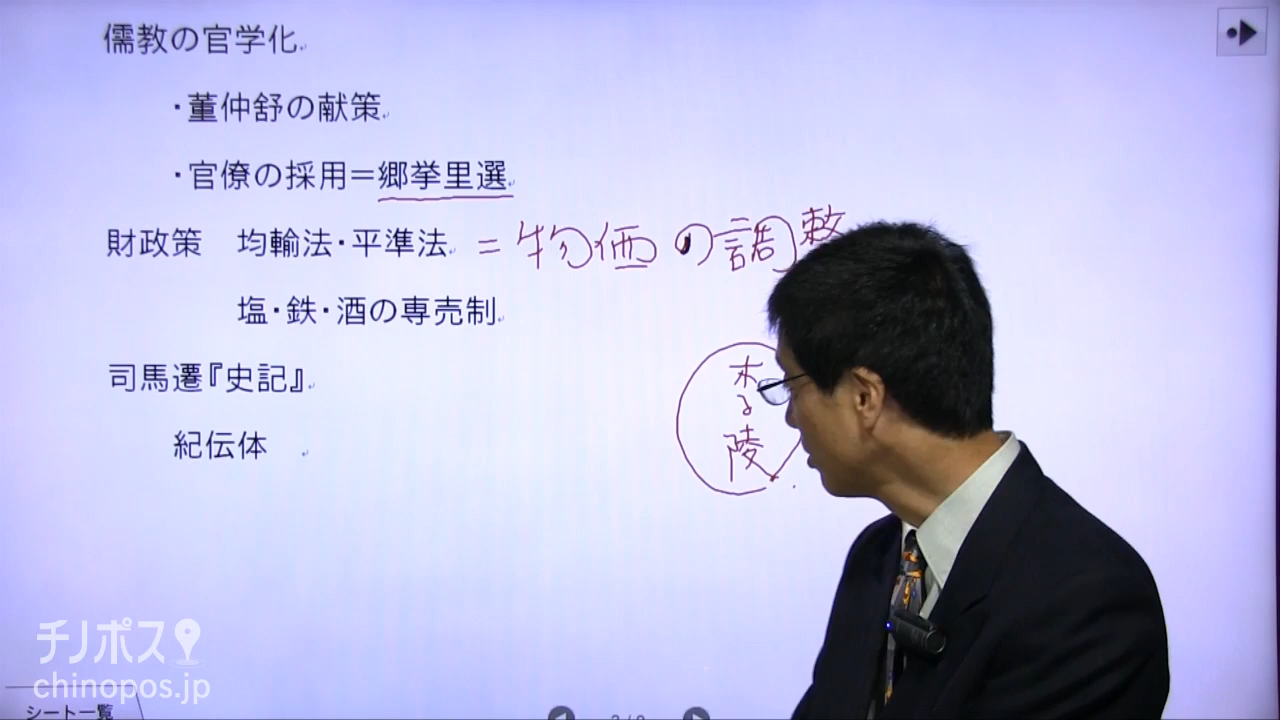 儒教の官学化
・董仲舒の献策
・官僚の採用＝郷挙里選
財政策　均輸法・平準法 ＝物価の調整
塩・鉄・酒の専売制
司馬遷『史記』
李陵
紀伝体
チノポス
chinopos.jp
シート一覧